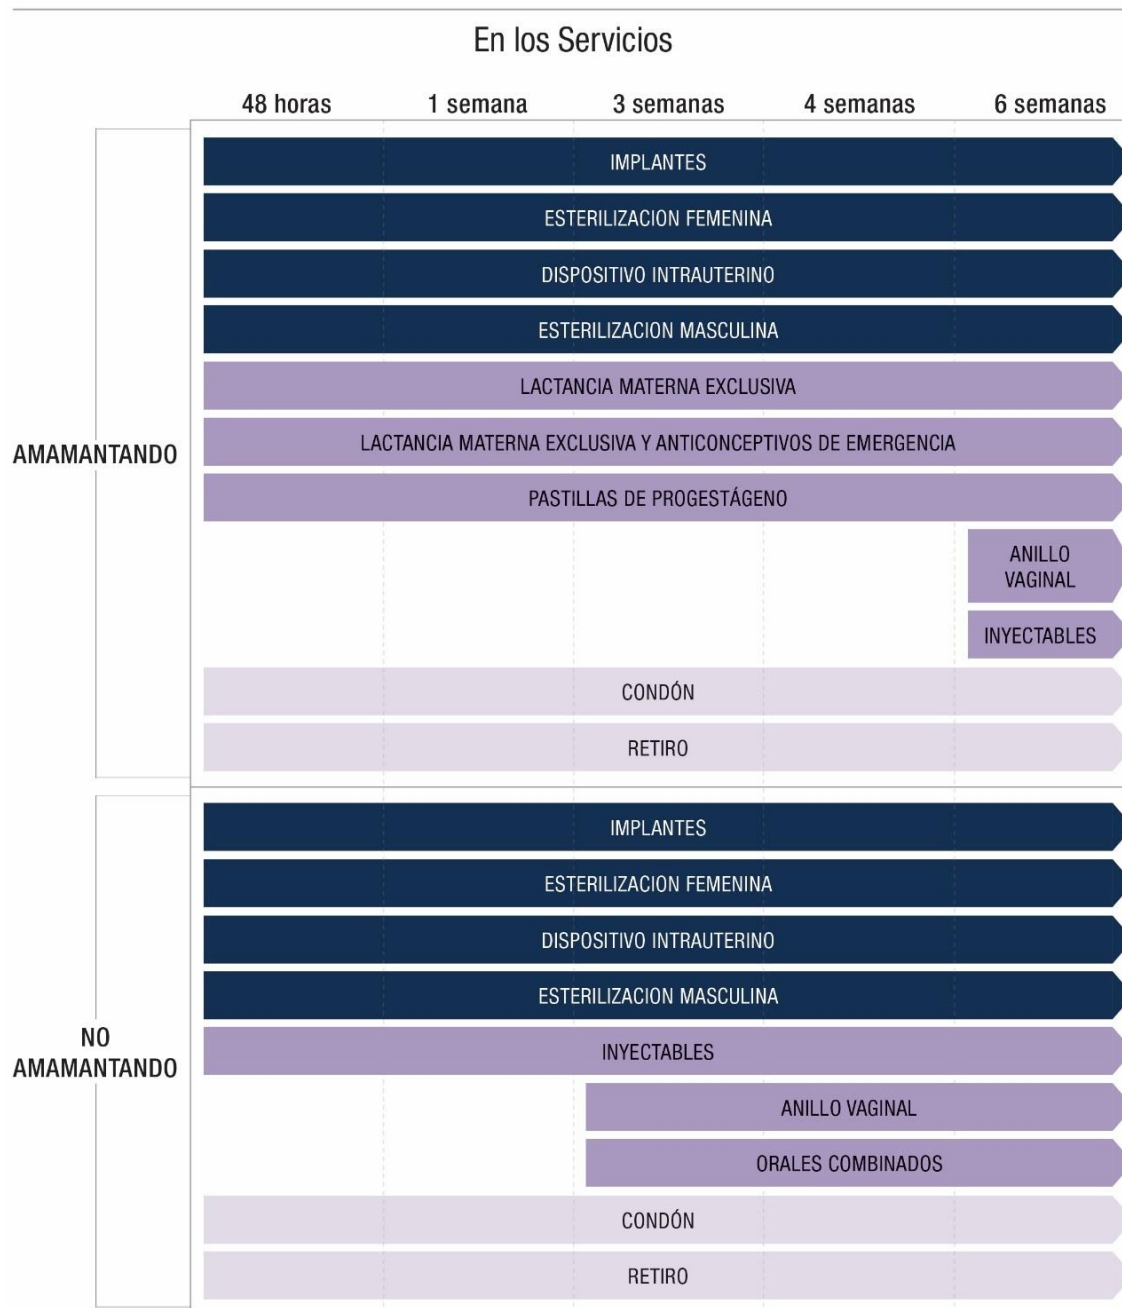 En los Servicios
48 horas 1 semana 3 semanas 4 semanas 6 semanas
AMAMANTANDO
IMPLANTES
ESTERILIZACION FEMENINA
DISPOSITIVO INTRAUTERINO
ESTERILIZACION MASCULINA
LACTANCIA MATERNA EXCLUSIVA
LACTANCIA MATERNA EXCLUSIVA Y ANTICONCEPTIVOS DE EMERGENCIA
PASTILLAS DE PROGESTÁGENO
ANILLO
VAGINAL
INYECTABLES
CONDÓN
RETIRO
NO
AMAMANTANDO
IMPLANTES
ESTERILIZACION FEMENINA
DISPOSITIVO INTRAUTERINO
ESTERILIZACION MASCULINA
INYECTABLES
ANILLO VAGINAL
ORALES COMBINADOS
CONDÓN
RETIRO